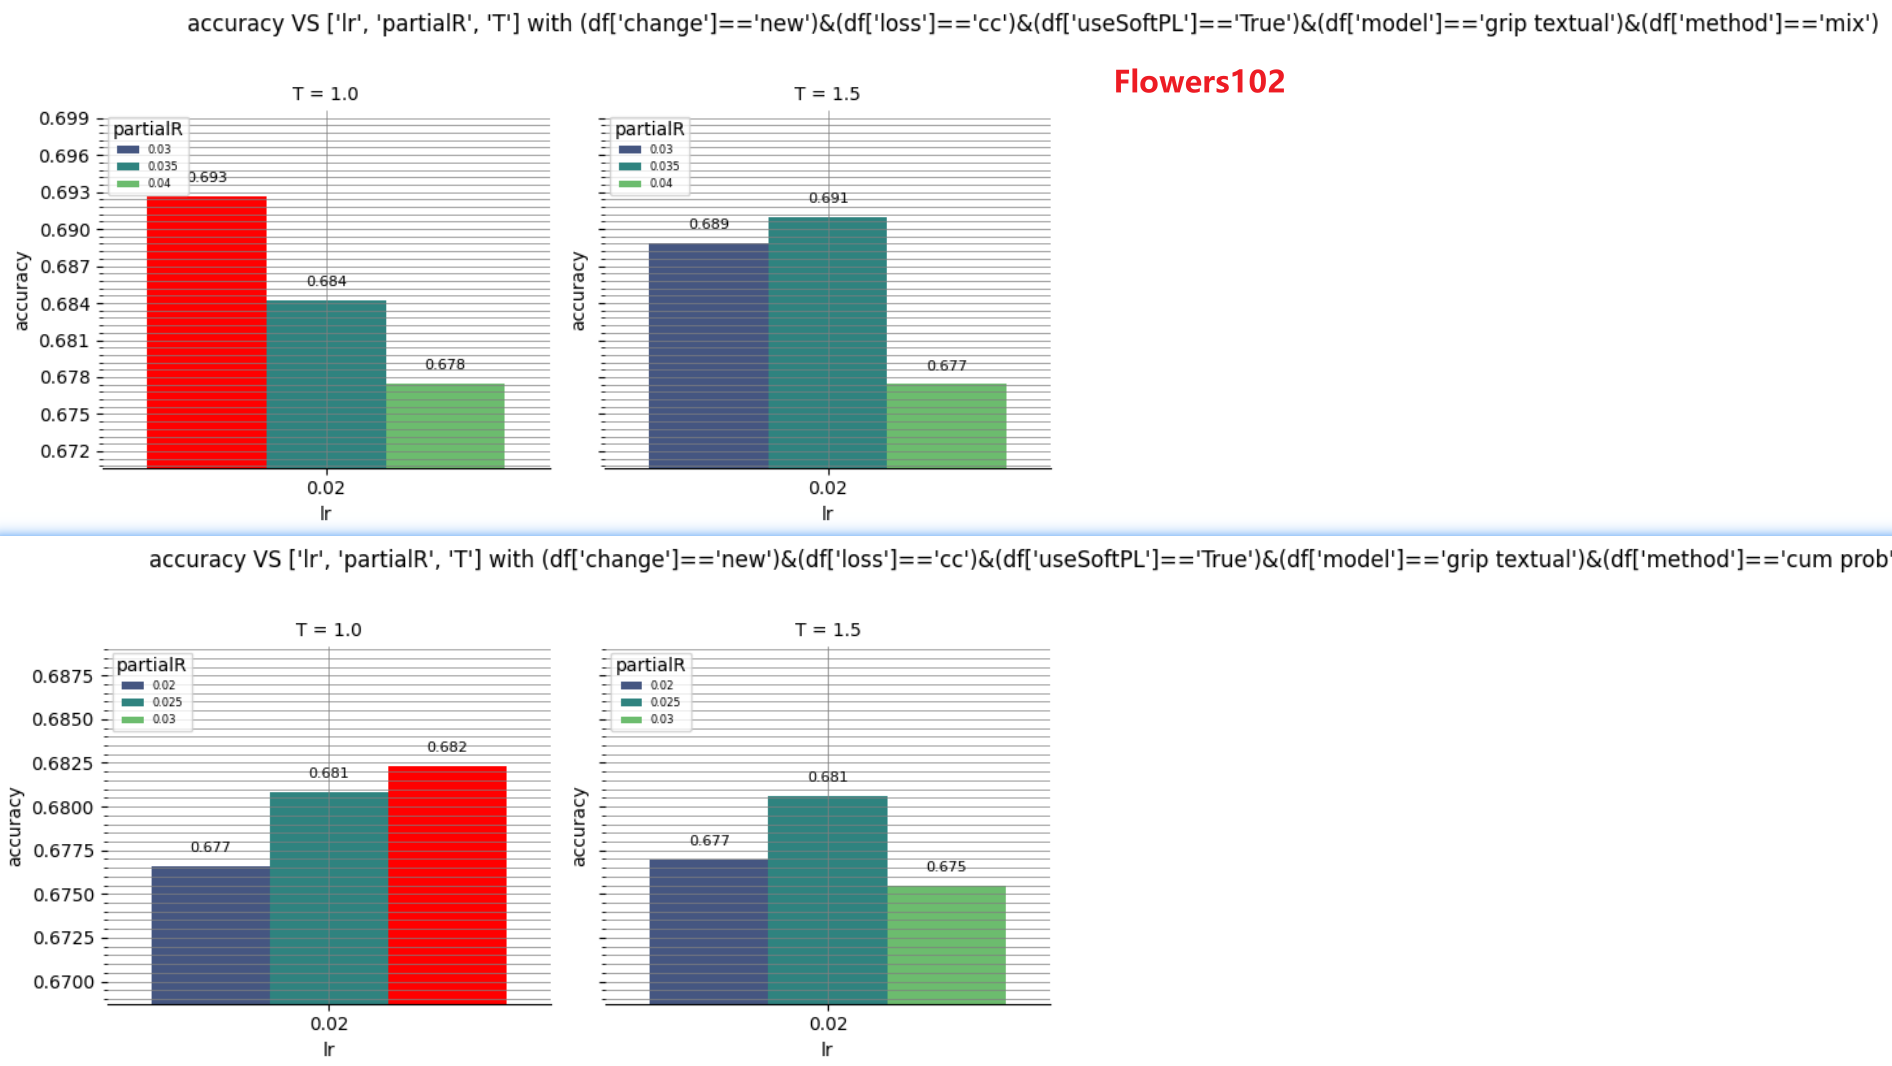 accuracy VS ['lr', 'partialR', 'T'] with (df['change']=='new')&(df['loss']=='cc')&(df['useSoftPL']=='True')&(df['model']=='grip textual')&(df['method']=='mix')
Flowers102
T = 1.0
T = 1.5
0.699
0.696
0.693
0.690
0.687
0.684
0.681
0.678
0.675
0.672
accuracy
partialR
0.03
0.035
0.04
0.693
0.684
0.678
0.02
lr
accuracy
partialR
0.03
0.035
0.04
0.689
0.691
0.677
0.02
lr
accuracy VS ['lr', 'partialR', 'T'] with (df['change']=='new')&(df['loss']=='cc')&(df['useSoftPL']=='True')&(df['model']=='grip textual')&(df['method']=='cum prob'
T = 1.0
T = 1.5
0.6875
0.6850
0.6825
0.6800
0.6775
0.6750
0.6725
0.6700
accuracy
partialR
0.02
0.025
0.03
0.677
0.681
0.682
0.02
lr
accuracy
partialR
0.02
0.025
0.03
0.677
0.681
0.675
0.02
lr